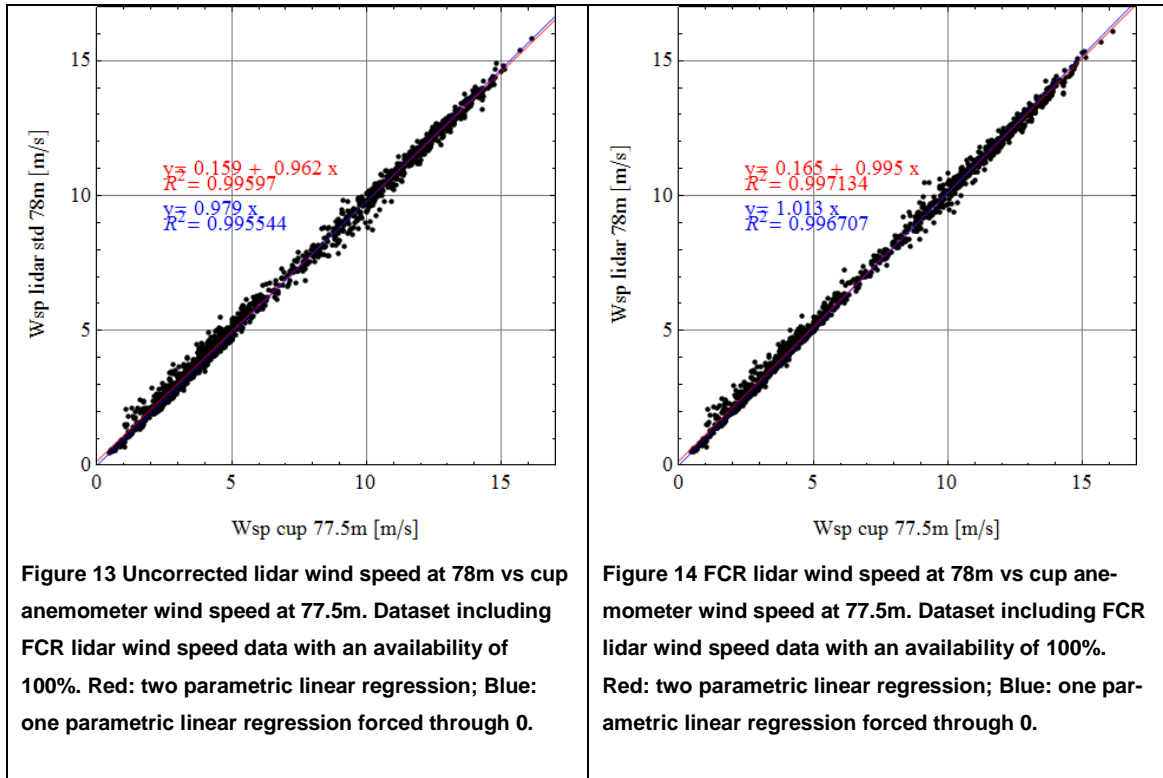 Wsp lidar std 78m [m/s]
15
10
5
0
y= 0.159 + 0.962 x
R² = 0.99597
y= 0.979 x
R² = 0.995544
0 5 10 15
Wsp cup 77.5m [m/s]
Figure 13 Uncorrected lidar wind speed at 78m vs cup
anemometer wind speed at 77.5m. Dataset including
FCR lidar wind speed data with an availability of
100%. Red: two parametric linear regression; Blue:
one parametric linear regression forced through 0.
Wsp lidar 78m [m/s]
15
10
5
0
y= 0.165 + 0.995 x
R² = 0.997134
y= 1.013 x
R² = 0.996707
0 5 10 15
Wsp cup 77.5m [m/s]
Figure 14 FCR lidar wind speed at 78m vs cup ane-
mometer wind speed at 77.5m. Dataset including FCR
lidar wind speed data with an availability of 100%.
Red: two parametric linear regression; Blue: one par-
ametric linear regression forced through 0.